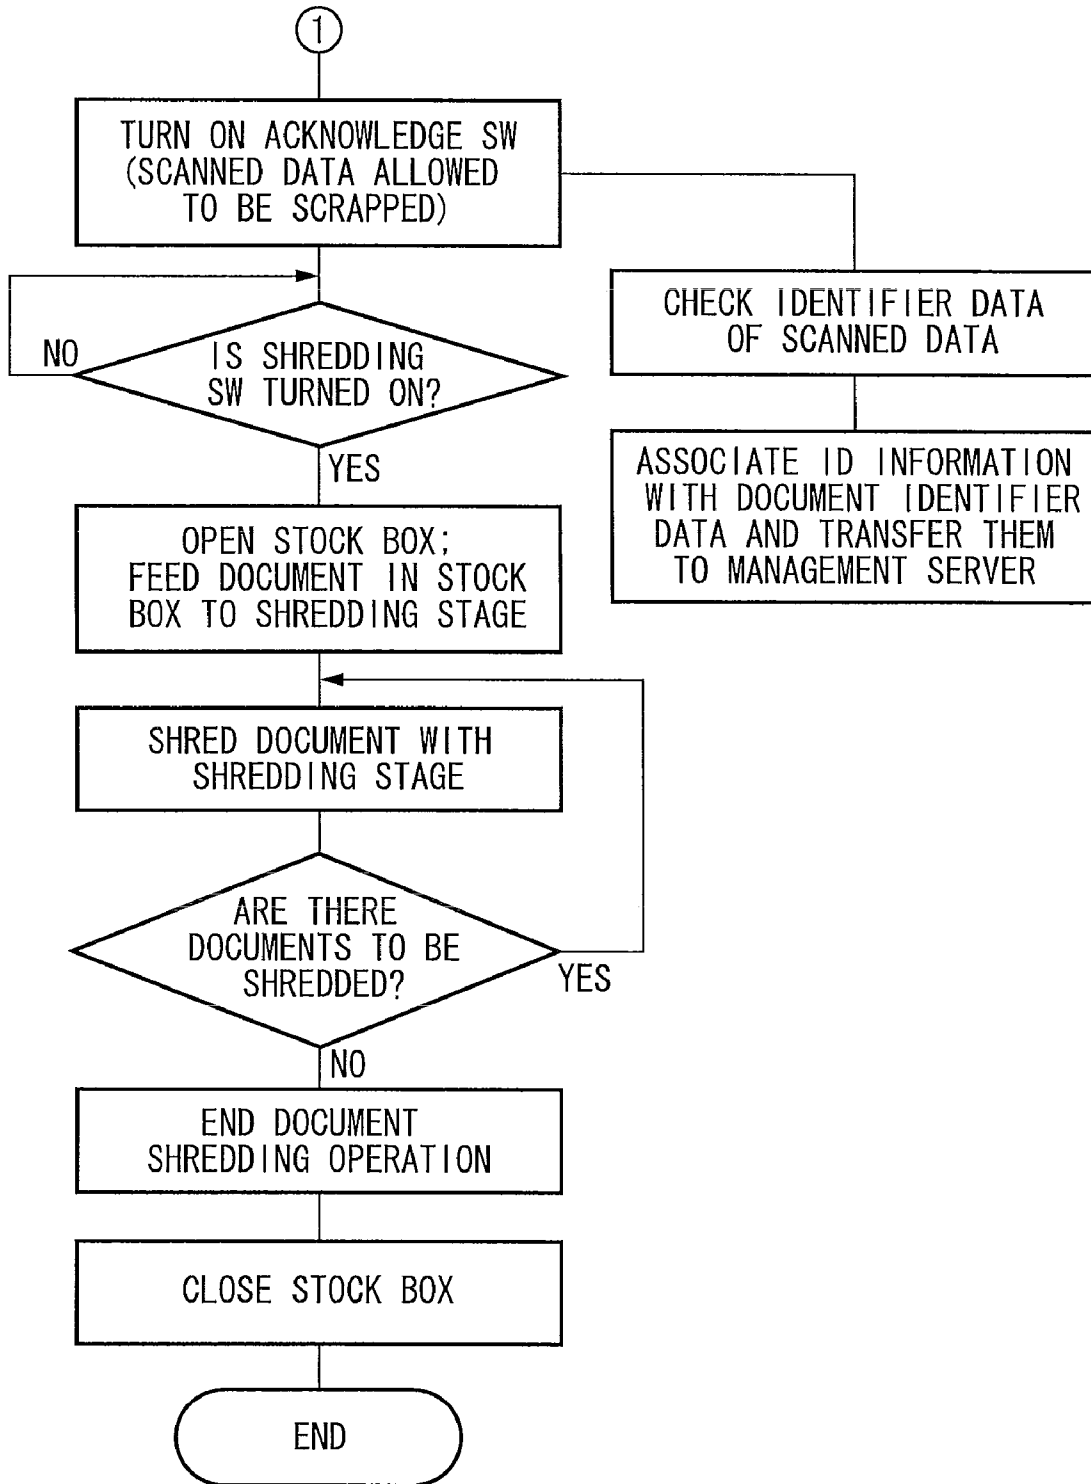 1
TURN ON ACKNOWLEDGE SW
(SCANNED DATA ALLOWED
TO BE SCRAPPED)
CHECK IDENTIFIER DATA
OF SCANNED DATA
ASSOCIATE ID INFORMATION
WITH DOCUMENT IDENTIFIER
DATA AND TRANSFER THEM
TO MANAGEMENT SERVER
NO
IS SHREDDING
SW TURNED ON?
YES
OPEN STOCK BOX;
FEED DOCUMENT IN STOCK
BOX TO SHREDDING STAGE
SHRED DOCUMENT WITH
SHREDDING STAGE
ARE THERE
DOCUMENTS TO BE
SHREDDED?
YES
NO
END DOCUMENT
SHREDDING OPERATION
CLOSE STOCK BOX
END